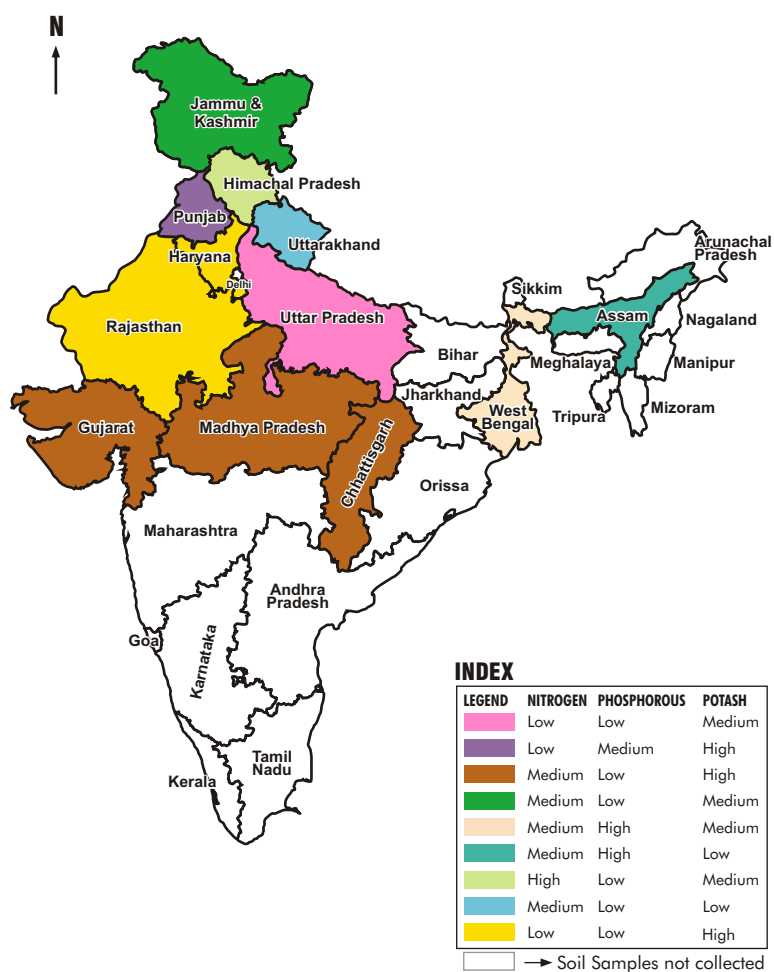 N
Jammu &
Kashmir
Himachal Pradesh
Punjab
Uttarakhand
Haryana
Delhi
Rajasthan
Uttar Pradesh
Sikkim
Arunachal
Pradesh
Assam
Nagaland
Bihar
Meghalaya
Manipur
Jharkhand
West
Bengal
Tripura
Mizoram
Gujarat
Madhya Pradesh
Chhattisgarh
Orissa
Maharashtra
Andhra
Pradesh
Goa
Karnataka
Kerala
Tamil
Nadu
INDEX
LEGEND NITROGEN PHOSPHOROUS POTASH
Low Low Medium
Low Medium High
Medium Low High
Medium Low Medium
Medium High Medium
Medium High Low
High Low Medium
Medium Low Low
Low Low High
Soil Samples not collected